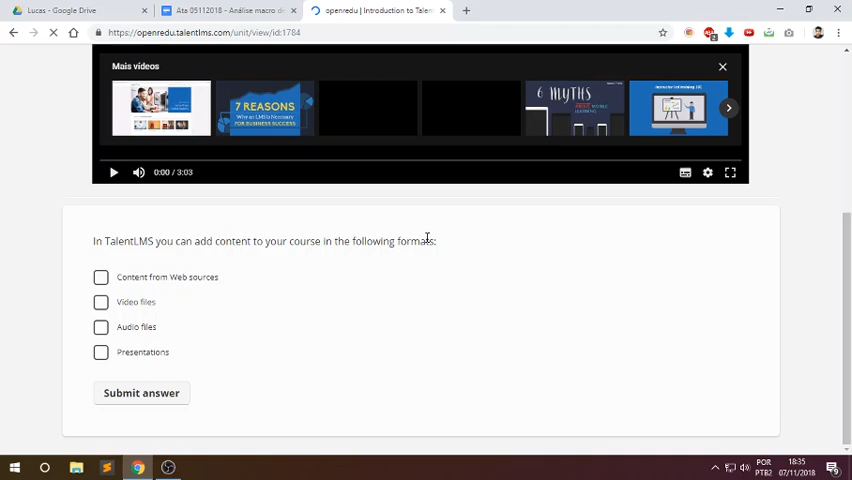 Lucas - Google Drive
Ata 05112018 - Análise macro de
openredu | Introduction to Talen
https://openredu.talentlms.com/unit/view/id:1784
Mais vídeos
7 REASONS
Why an LMS is Necessary
FOR BUSINESS SUCCESS
6 MYTHS
0:00 / 3:03
In TalentLMS you can add content to your course in the following formats:
Content from Web sources
Video files
Audio files
Presentations
Submit answer
POR
PTB2
18:35
07/11/2018